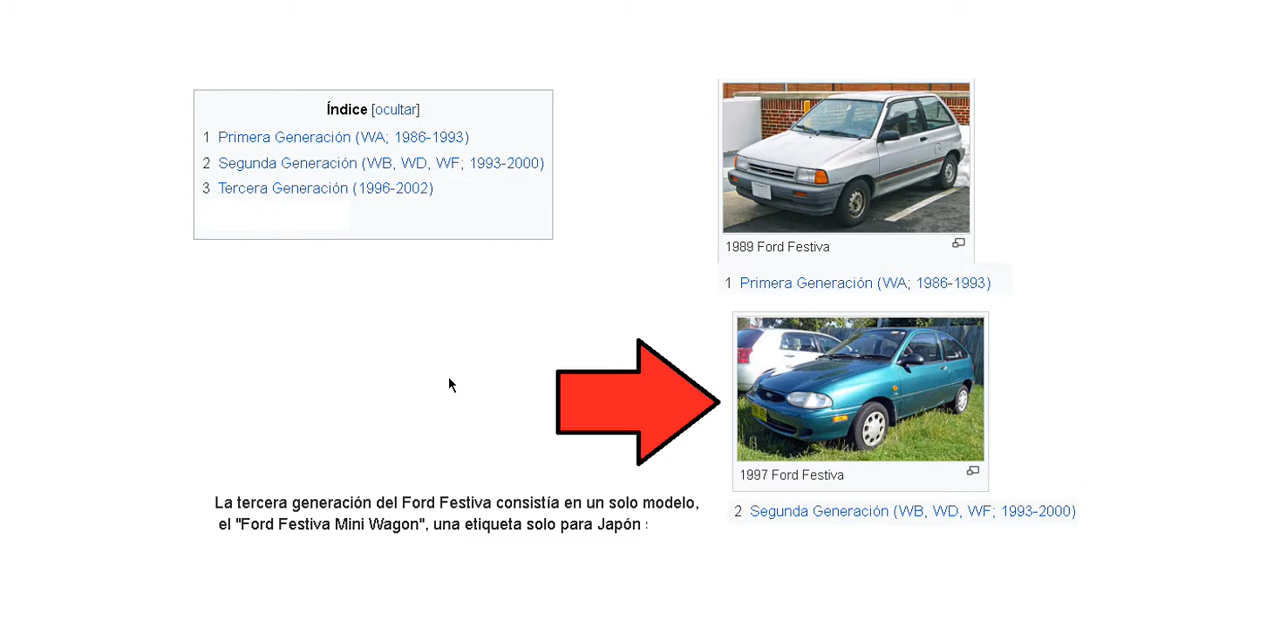 Índice [ocultar]
1 Primera Generación (WA; 1986-1993)
2 Segunda Generación (WB, WD, WF; 1993-2000)
3 Tercera Generación (1996-2002)
1989 Ford Festiva
1 Primera Generación (WA; 1986-1993)
1997 Ford Festiva
2 Segunda Generación (WB, WD, WF; 1993-2000)
La tercera generación del Ford Festiva consistía en un solo modelo,
el "Ford Festiva Mini Wagon", una etiqueta solo para Japón :